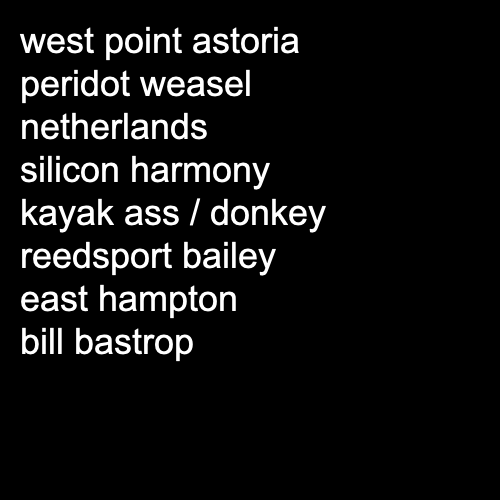 west point astoria
peridot weasel
netherlands
silicon harmony
kayak ass / donkey
reedsport bailey
east hampton
bill bastrop